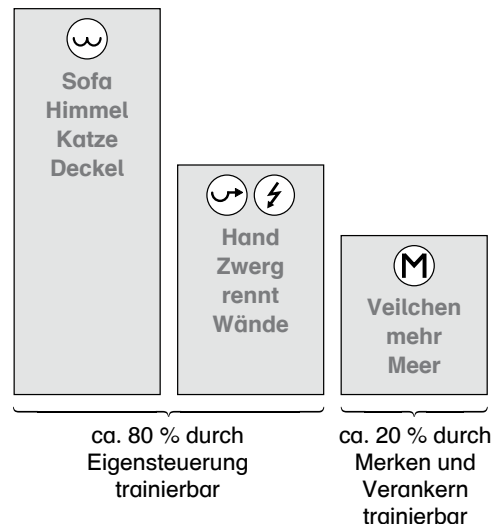 Sofa
Himmel
Katze
Deckel
Hand
Zwerg
rennt
Wände
M
Veilchen
mehr
Meer
ca. 80 % durch
Eigensteuerung
trainierbar
ca. 20 % durch
Merken und
Verankern
trainierbar